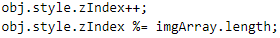 obj.style.zIndex++;
obj.style.zIndex %= imgArray.length;